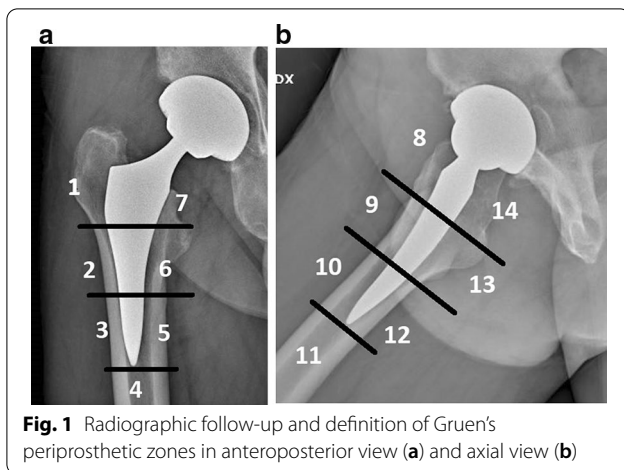 a
b
DX
1
7
2
6
3
5
4
8
9
14
10
13
12
11
Fig. 1 Radiographic follow-up and definition of Gruen’s
periprosthetic zones in anteroposterior view (a) and axial view (b)